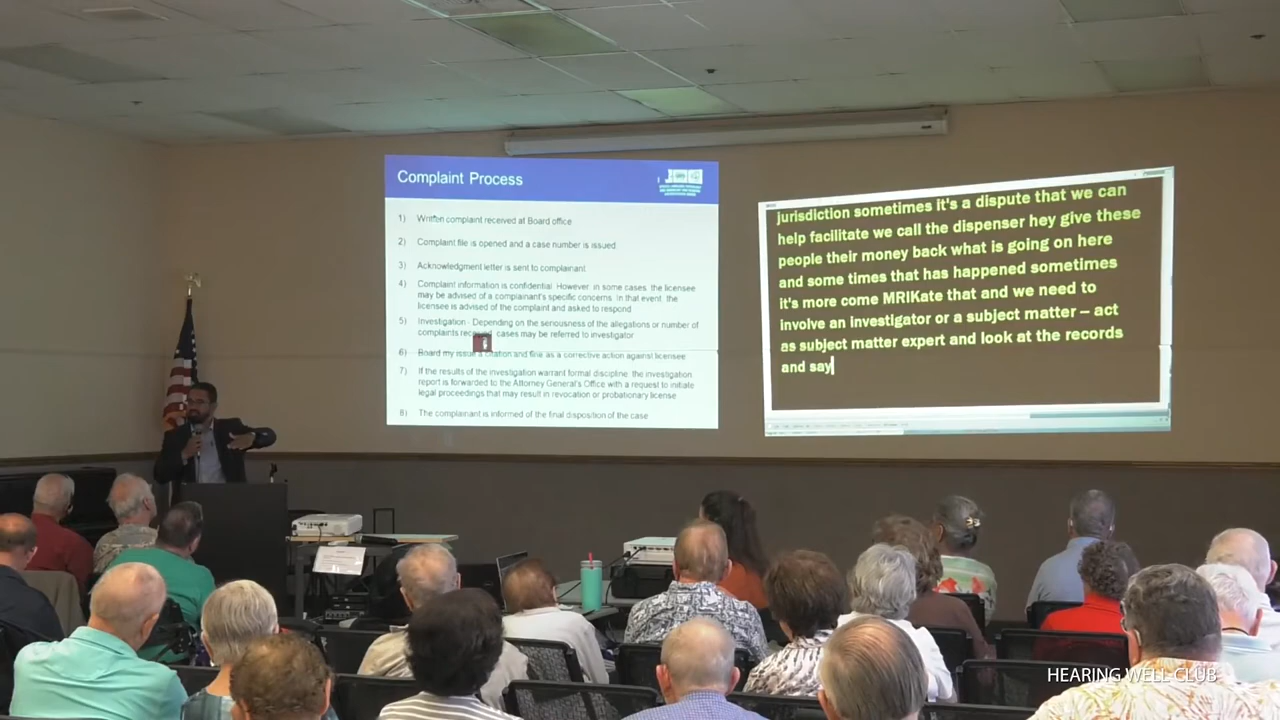 Complaint Process
1) Written complaint received at Board office
2) Complaint file is opened and a case number is issued
3) Acknowledgment letter is sent to complainant
4) Complaint information is confidential. However, in some cases, the licensee
may be advised of a complainant's specific concerns. In that event, the
licensee is advised of the complaint and asked to respond
5) Investigation - Depending on the seriousness of the allegations or number of
complaints cases may be referred to investigator
6) Board my issue a citation and fine as a corrective action against licensee
7) If the results of the investigation warrant formal discipline, the investigation
report is forwarded to the Attorney General's Office with a request to initiate
legal proceedings that may result in revocation or probationary license
8) The complainant is informed of the final disposition of the case
jurisdiction sometimes it's a dispute that we can
help facilitate we call the dispenser hey give these
people their money back what is going on here
and some times that has happened sometimes
it's more come MRIKate that and we need to
involve an investigator or a subject matter – act
as subject matter expert and look at the records
and say
HEARING WELL CLUB